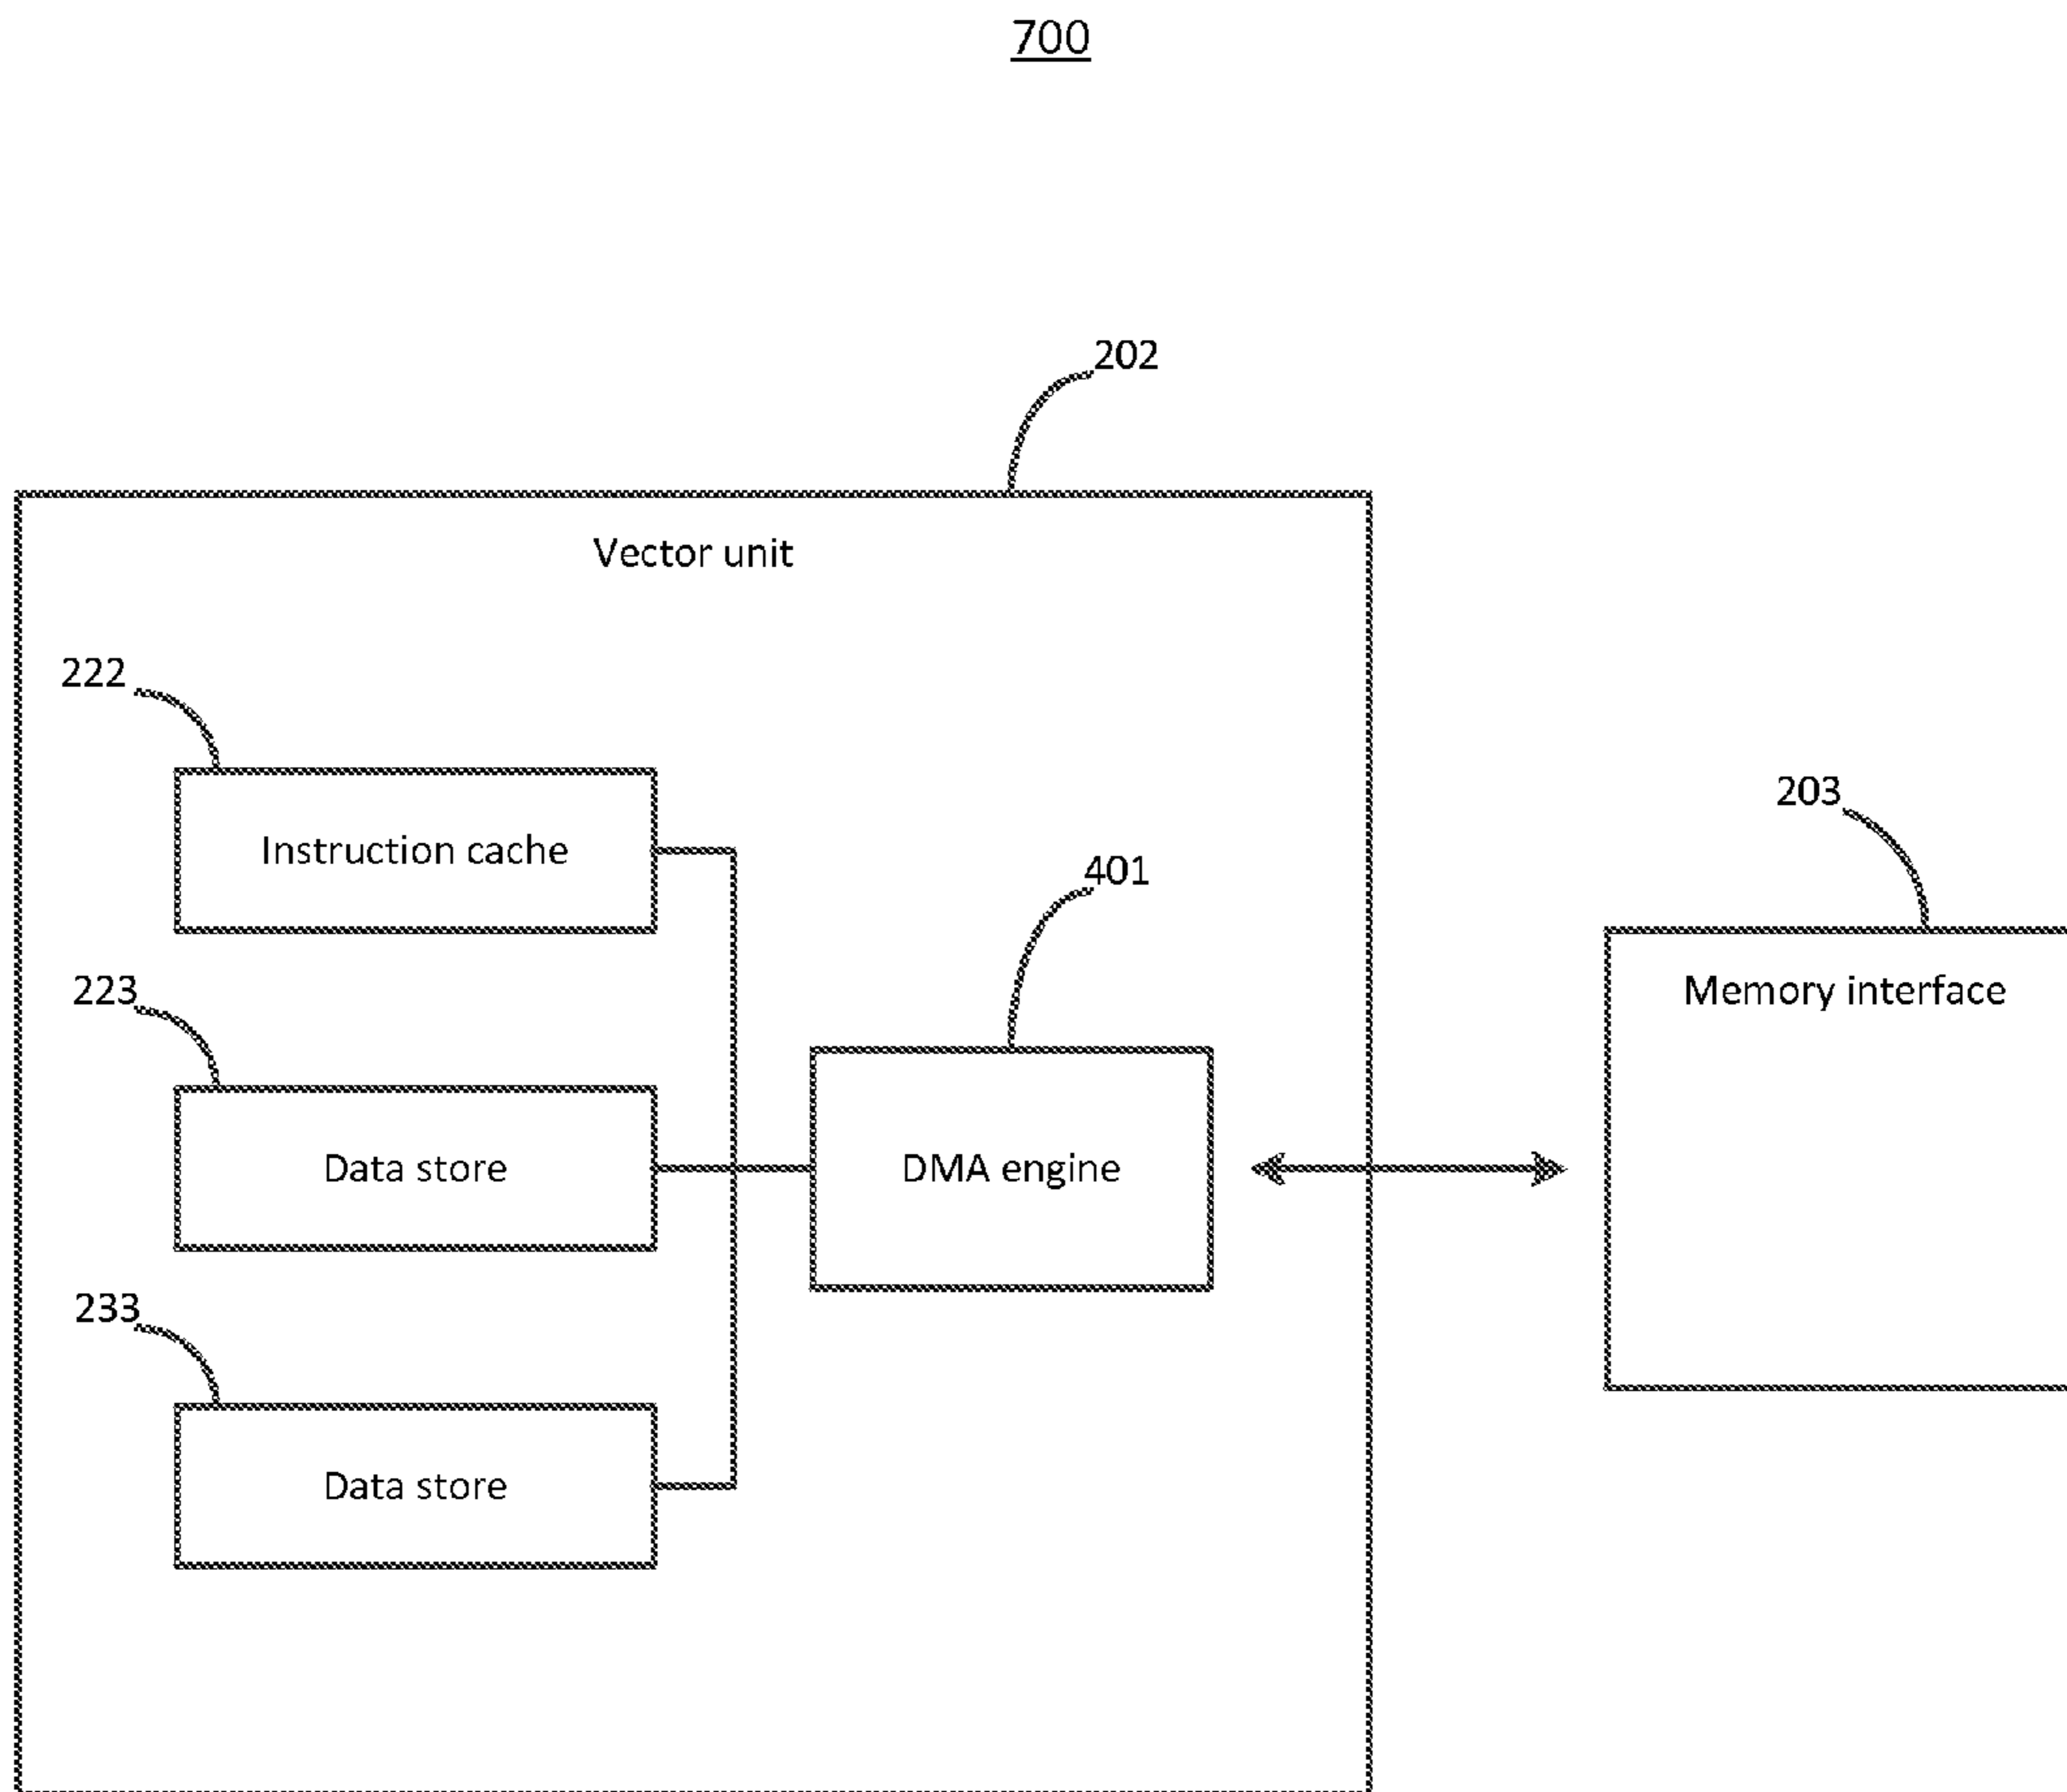 700
202
Vector unit
222
Instruction cache
203
401
223
Memory interface
Data store
DMA engine
233
Data store